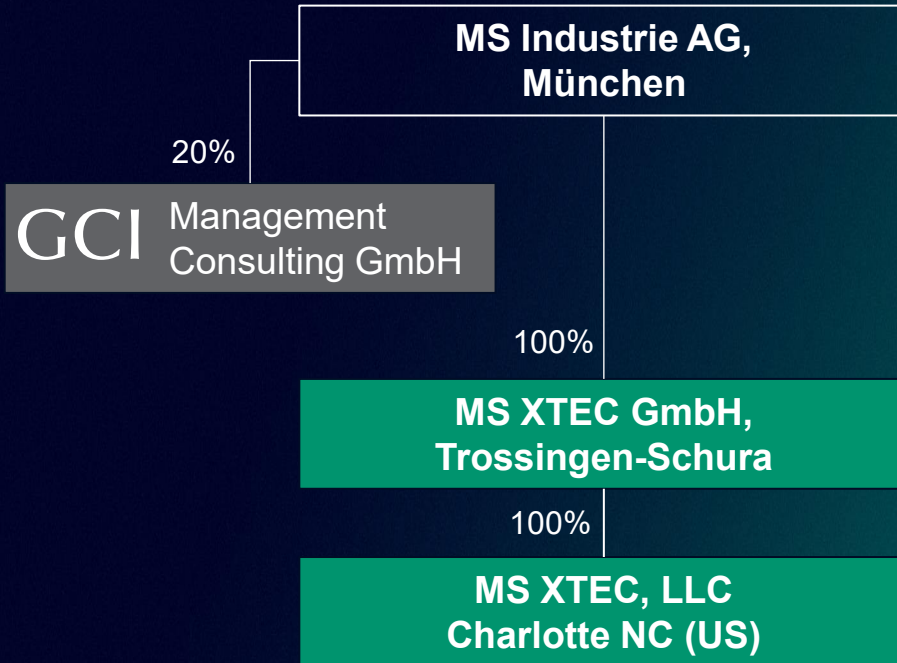 MS Industrie AG,
München
20%
GCI Management
Consulting GmbH
100%
MS XTEC GmbH,
Trossingen-Schura
100%
MS XTEC, LLC
Charlotte NC (US)